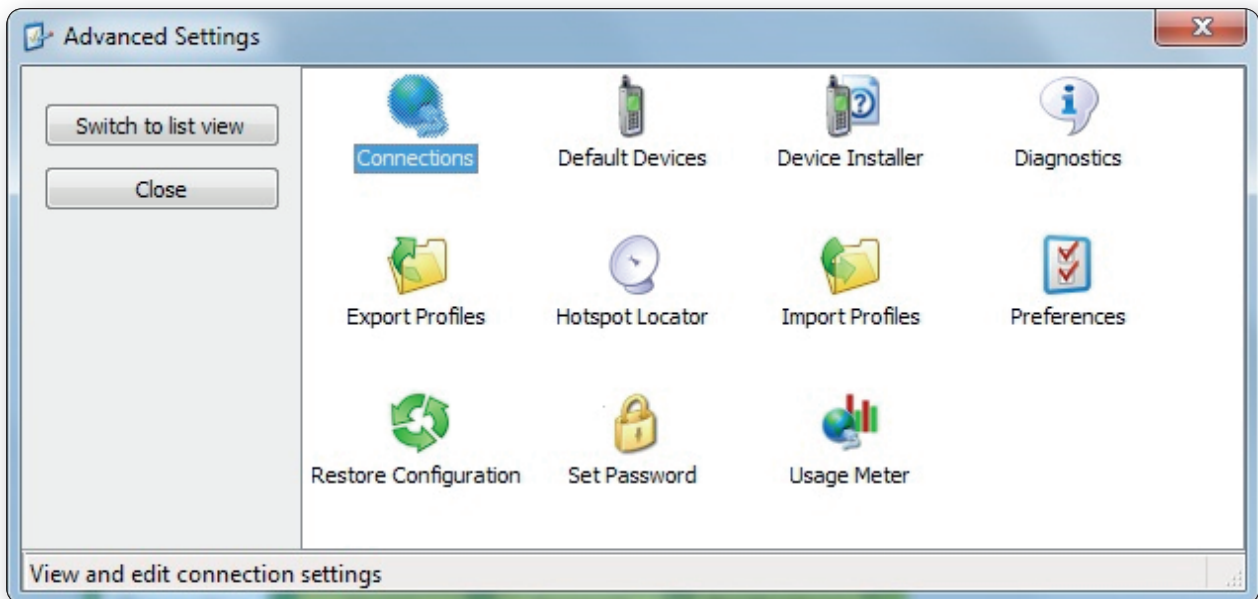 Advanced Settings
Switch to list view
Close
Connections
Default Devices
Device Installer
Diagnostics
Export Profiles
Hotspot Locator
Import Profiles
Preferences
Restore Configuration
Set Password
Usage Meter
View and edit connection settings